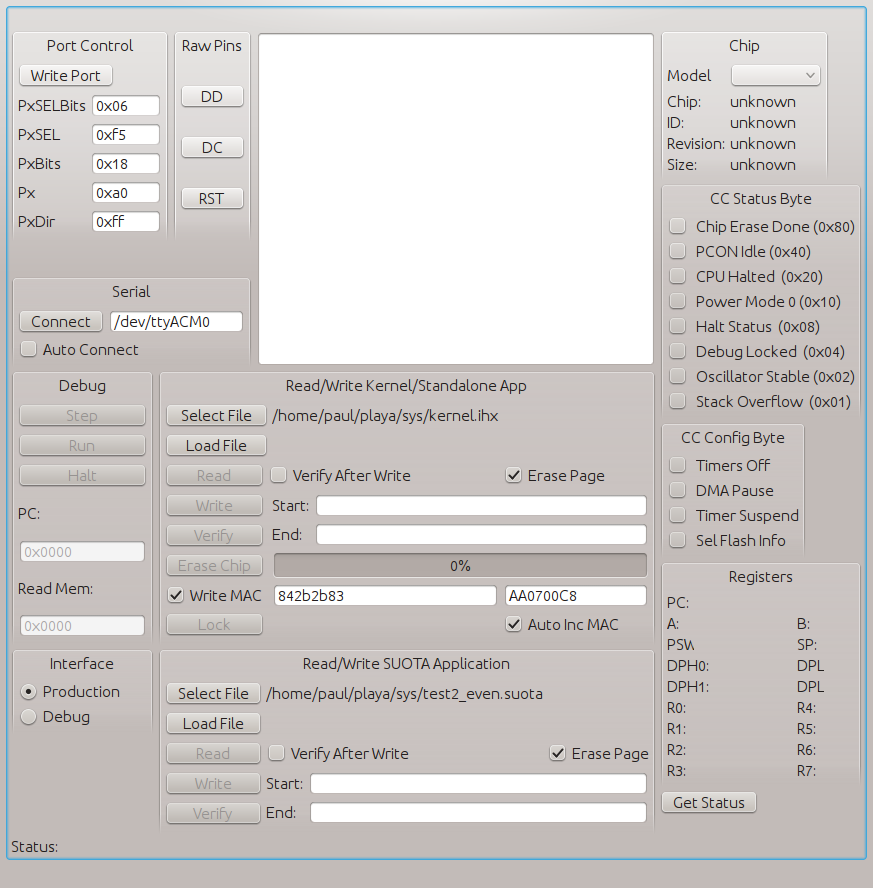 Port Control
Write Port
PxSELBits 0x06
PxSEL 0xf5
PxBits 0x18
Px 0xa0
PxDir 0xff
Raw Pins
DD
DC
RST
Chip
Model
Chip: unknown
ID: unknown
Revision: unknown
Size: unknown
Serial
Connect /dev/ttyACM0
Auto Connect
CC Status Byte
Chip Erase Done (0x80)
PCON Idle (0x40)
CPU Halted (0x20)
Power Mode 0 (0x10)
Halt Status (0x08)
Debug Locked (0x04)
Oscillator Stable (0x02)
Stack Overflow (0x01)
Debug
Step
Run
Halt
PC:
0x0000
Read Mem:
0x0000
Read/Write Kernel/Standalone App
Select File /home/paul/playa/sys/kernel.ihx
Load File
Read Verify After Write Erase Page
Write Start:
Verify End:
Erase Chip 0%
Write MAC 842b2b83 AA0700C8
Lock Auto Inc MAC
CC Config Byte
Timers Off
DMA Pause
Timer Suspend
Sel Flash Info
Registers
PC:
A: B:
PSW SP:
DPH0: DPL
DPH1: DPL
R0: R4:
R1: R5:
R2: R6:
R3: R7:
Get Status
Interface
Production
Debug
Read/Write SUOTA Application
Select File /home/paul/playa/sys/test2_even.suota
Load File
Read Verify After Write Erase Page
Write Start:
Verify End:
Status: